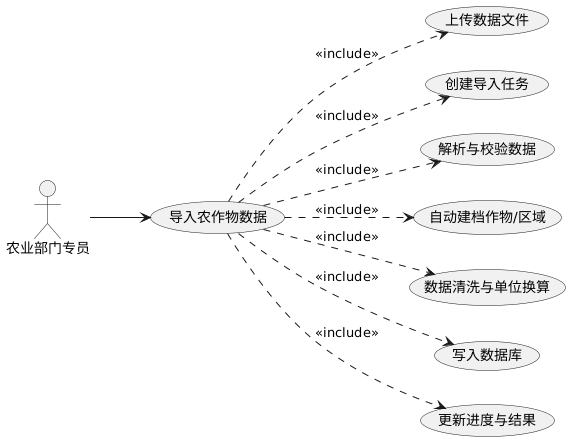 上传数据文件
«include»
创建导入任务
«include»
解析与校验数据
«include»
农业部门专员
导入农作物数据
«include»
自动建档作物/区域
«include»
数据清洗与单位换算
«include»
写入数据库
«include»
更新进度与结果